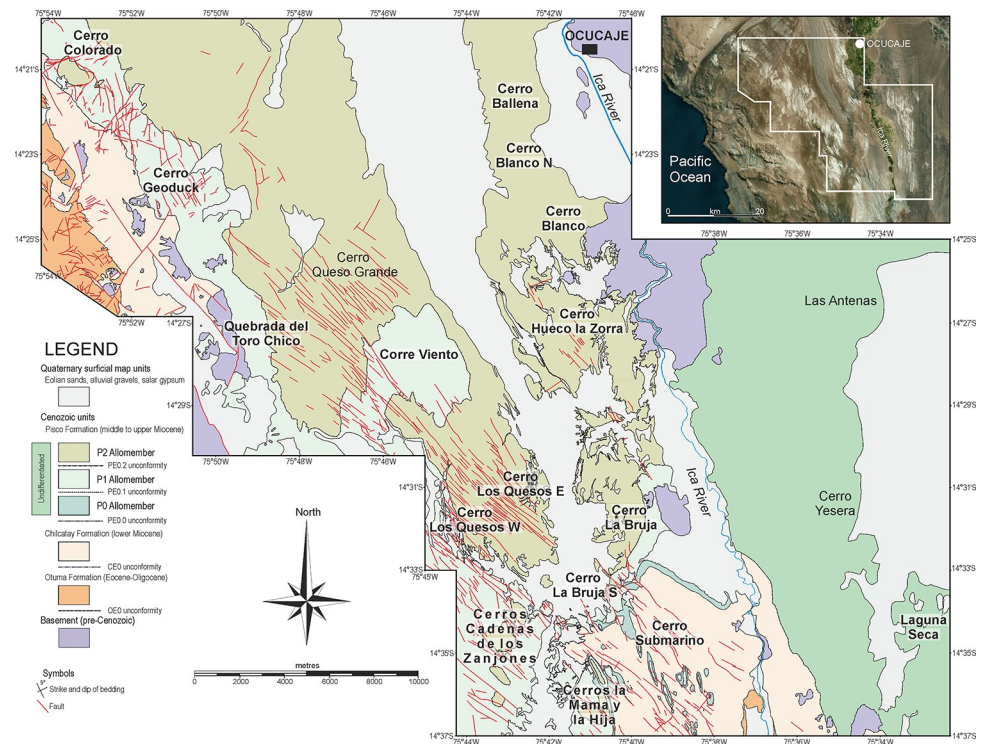 75°54'W
75°50'W
75°48'W
75°46'W
75°44'W
75°42'W
75°46'W
Cerro
Colorado
14°21'S
OCUCAJE
Ica River
Cerro
Ballena
14°23'S
Cerro
Blanco N
Cerro
Geoduck
Cerro
Blanco
14°25'S
75°54'W
Cerro
Queso Grande
OCUCAJE
Ica River
Pacific
Ocean
0 km 20
75°38'W
75°36'W
75°34'W
14°25'S
Las Antenas
75°52'W
14°27'S
Quebrada del
Toro Chico
Corre Viento
Cerro
Hueco la Zorra
14°27'S
14°29'S
14°29'S
75°50'W
75°48'W
75°46'W
14°31'S
Cerro
Los Quesos E
Cerro
Los Quesos W
Cerro
La Bruja
Ica River
Cerro
Yesera
14°31'S
14°33'S
75°45'W
Cerro
La Bruja S
14°33'S
Cerros
Cadenas
de los
Zanjones
Cerro
Submarino
Laguna
Seca
14°35'S
14°35'S
Cerros la
Mama y
la Hija
14°37'S
14°37'S
75°44'W
75°42'W
75°40'W
75°38'W
75°36'W
75°34'W
LEGEND
Quaternary surficial map units
Eolian sands, alluvial gravels, salar gypsum
Cenozoic units
Pisco Formation (middle to upper Miocene)
Undifferentiated
P2 Allomember
PE0.2 unconformity
P1 Allomember
PE0.1 unconformity
P0 Allomember
PE0.0 unconformity
Chilcatay Formation (lower Miocene)
CE0 unconformity
Otuma Formation (Eocene-Oligocene)
OE0 unconformity
Basement (pre-Cenozoic)
Symbols
Strike and dip of bedding
Fault
North
metres
0 2000 4000 6000 8000 10000